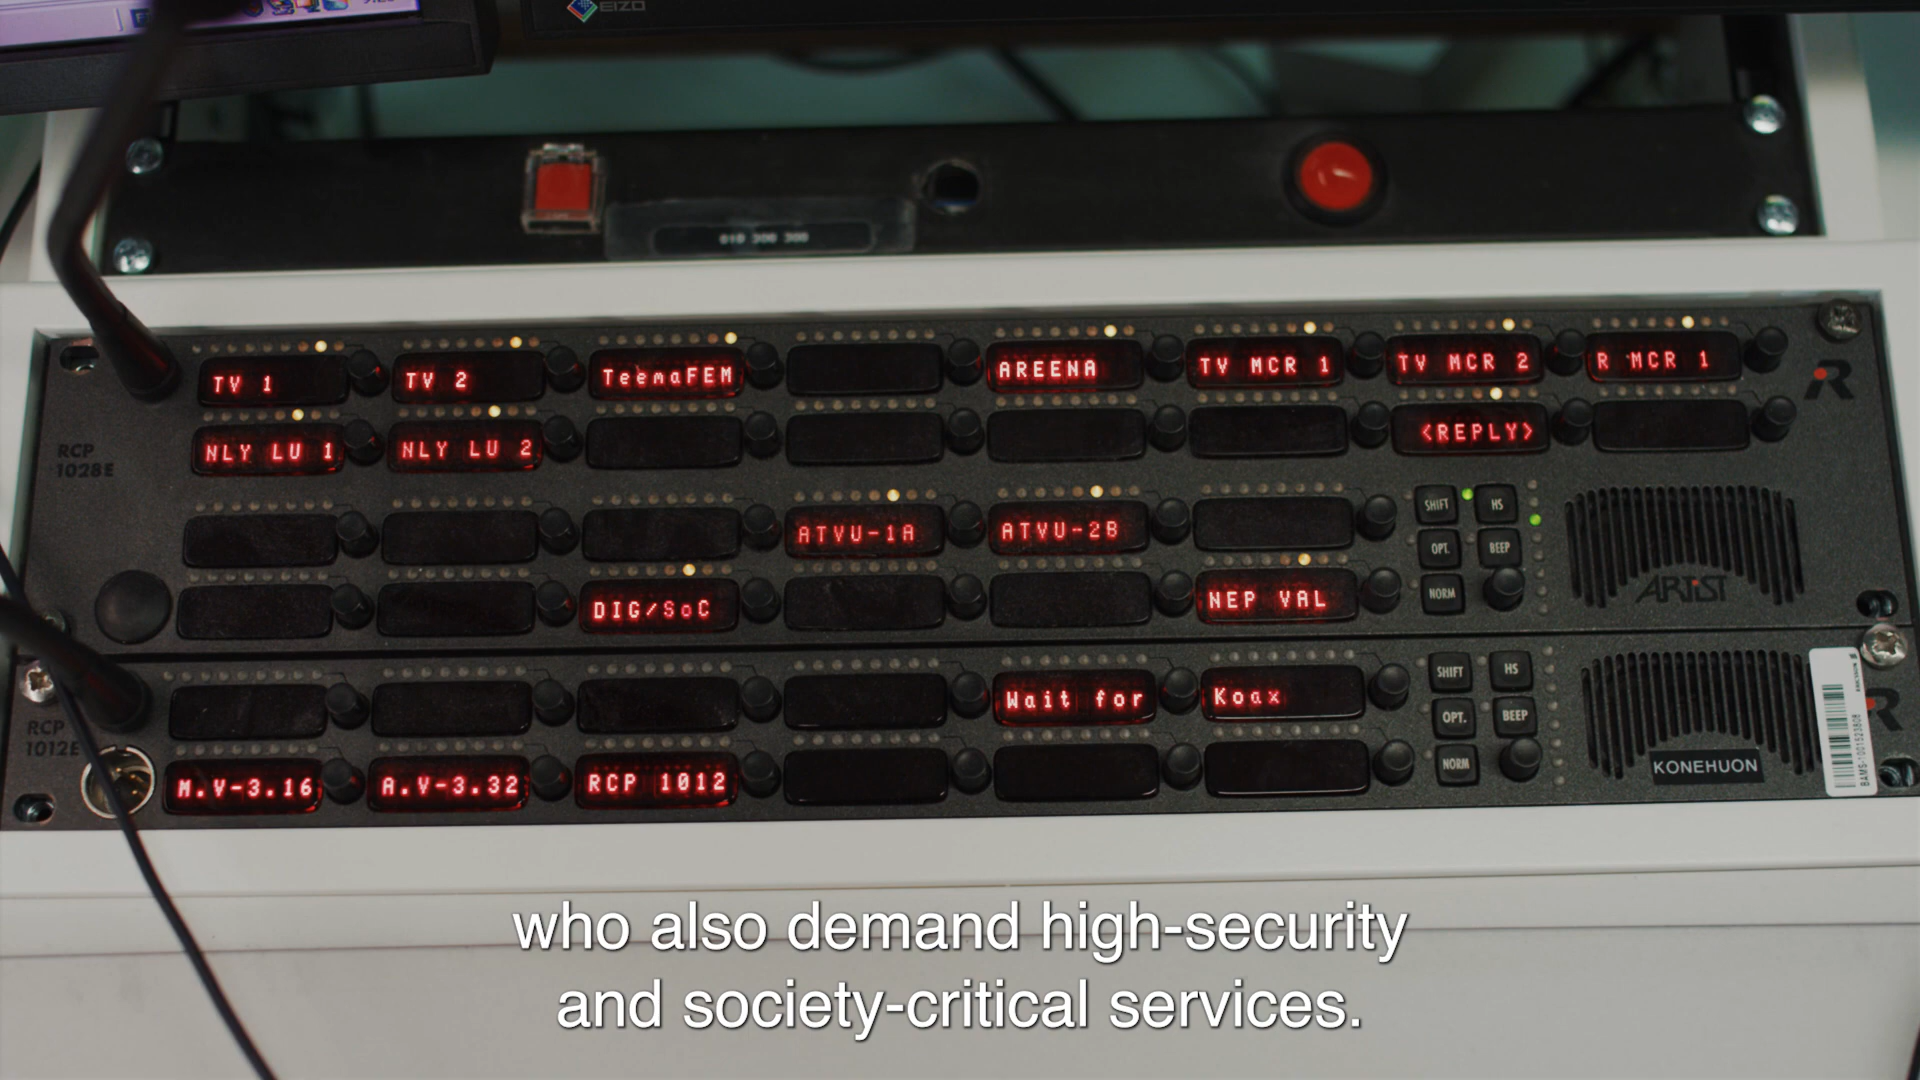 EIZO
010 300 300
TV 1
TV 2
TeemaFEM
AREENA
TV MCR 1
TV MCR 2
R MCR 1
R
RCP
1028E
NLY LU 1
NLY LU 2
<REPLY>
ATVU-1A
ATVU-2B
SHIFT
HS
OPT.
BEEP
NORM
ARTIST
DIG/SoC
NEP VAL
RCP
1012E
Wait for
Koax
SHIFT
HS
OPT.
BEEP
NORM
KONEHUON
R
M.V-3.16
A.V-3.32
RCP 1012
who also demand high-security
and society-critical services.